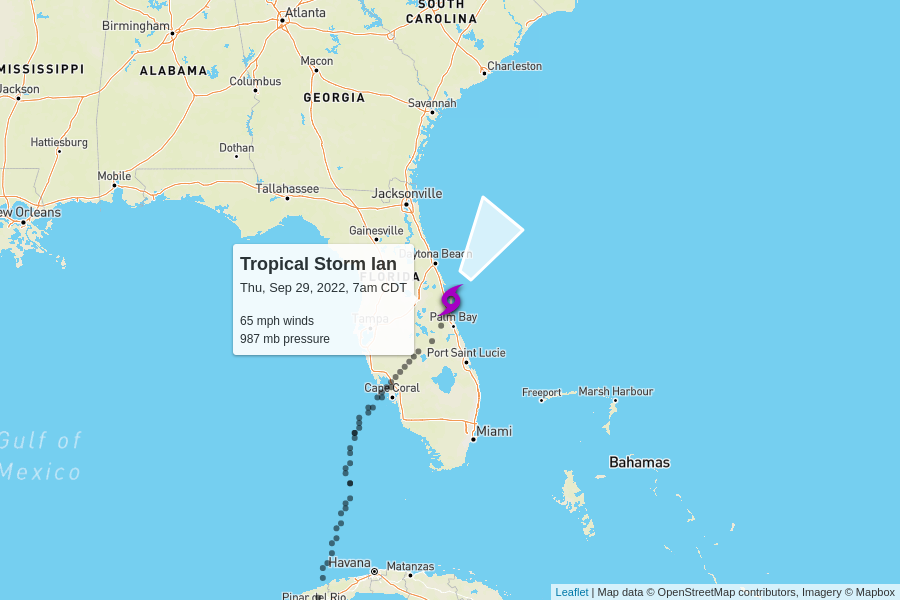 SOUTH
CAROLINA
Atlanta
Birmingham
Macon
MISSISSIPPI
ALABAMA
Charleston
Jackson
Columbus
GEORGIA
Savannah
Hattiesburg
Dothan
Mobile
Tallahassee
Jacksonville
ew Orleans
Gainesville
Daytona Beach
Tropical Storm Ian
FLORIDA
Thu, Sep 29, 2022, 7am CDT
65 mph winds
Tampa
Palm Bay
987 mb pressure
Port Saint Lucie
Cape Coral
Freeport
Marsh Harbour
Miami
Gulf of
Mexico
Bahamas
Havana
Matanzas
Pinar del Rio
Leaflet | Map data © OpenStreetMap contributors, Imagery © Mapbox